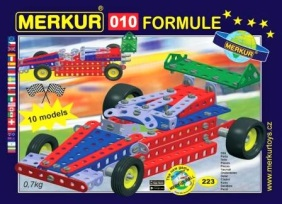 MERKUR® 010 FORMULE
MERKUR
10 models
www.merkurtoys.cz
0,7kg
223